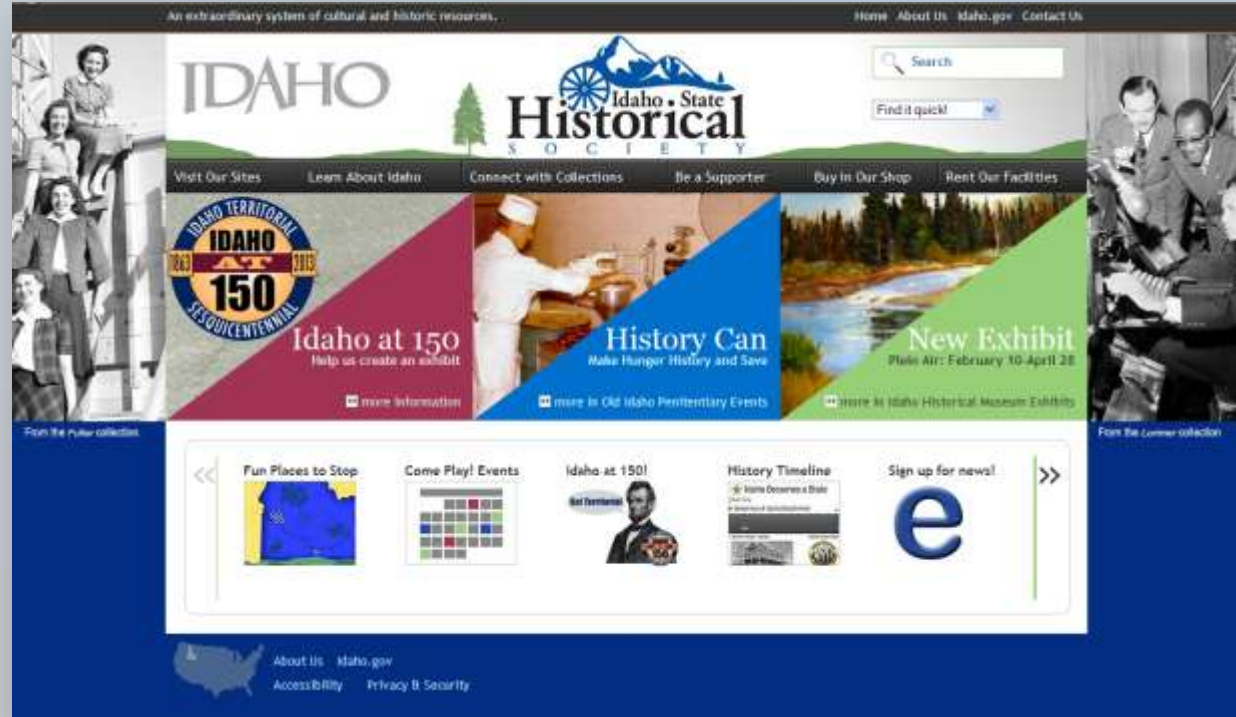 An extraordinary system of cultural and historic resources.
Home About Us Idaho.gov Contact Us
IDAHO
Idaho • State
Historical
SOCIETY
Search
Find it quick!
Visit Our Sites Learn About Idaho Connect with Collections Be a Supporter Buy in Our Shop Rent Our Facilities
IDAHO TERRITORIAL
IDAHO
1863 AT 2013
150
SESQUICENTENNIAL
Idaho at 150
Help us create an exhibit
more information
History Can
Make Hunger History and Save
more in Old Idaho Penitentiary Events
New Exhibit
Plein Air: February 10-April 28
more in Idaho Historical Museum Exhibits
From the collection
From the collection
Fun Places to Stop
Come Play! Events
Idaho at 150!
Got Territorial
IDAHO
AT
150
History Timeline
Idaho Becomes a State
Sign up for news!
e
About Us Idaho.gov
Accessibility Privacy & Security